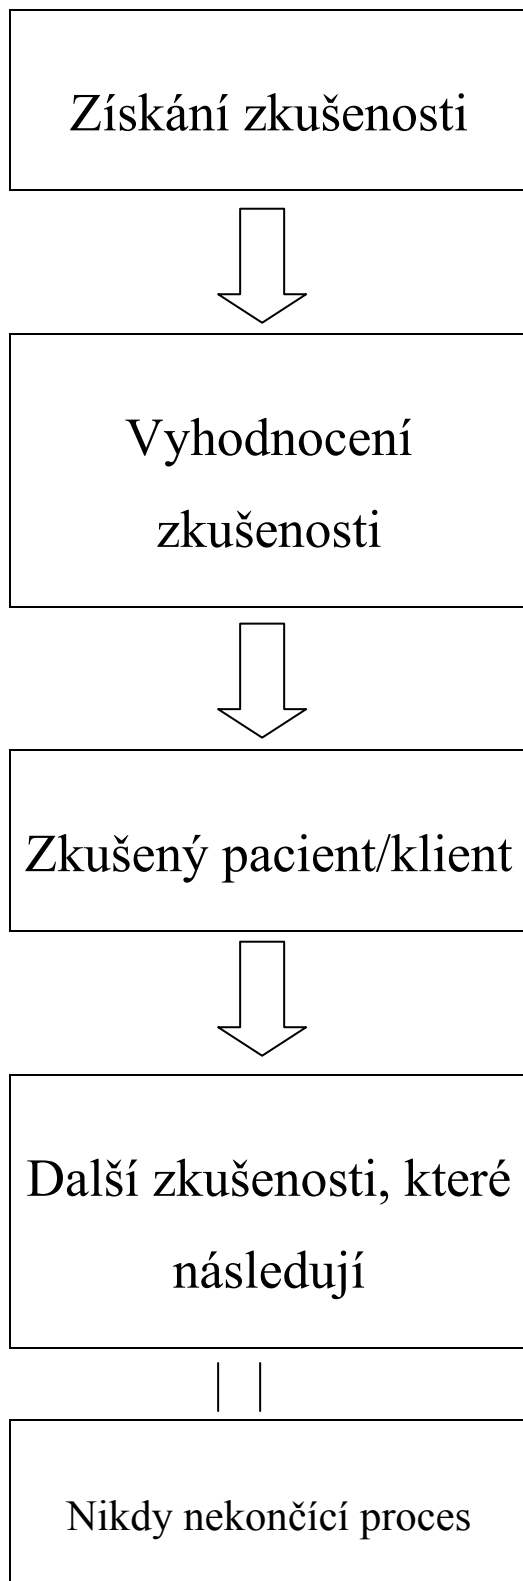 Získání zkušenosti
Vyhodnocení
zkušenosti
Zkušený pacient/klient
Další zkušenosti, které
následují
Nikdy nekončící proces